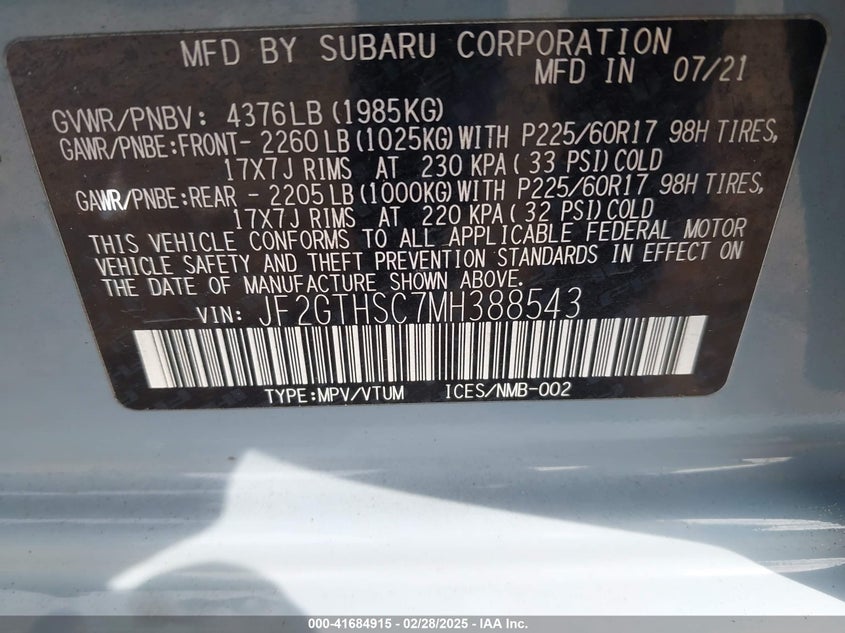 MFD BY SUBARU CORPORATION
MFD IN 07/21
GVWR/PNBV: 4376LB (1985KG)
GAWR/PNBE:FRONT- 2260 LB (1025KG) WITH P225/60R17 98H TIRES,
17X7J RIMS AT 230 KPA ( 33 PSI) COLD
GAWR/PNBE:REAR - 2205 LB (1000KG) WITH P225/60R17 98H TIRES,
17X7J RIMS AT 220 KPA ( 32 PSI) COLD
THIS VEHICLE CONFORMS TO ALL APPLICABLE FEDERAL MOTOR
VEHICLE SAFETY AND THEFT PREVENTION STANDARDS IN EFFECT ON
THE DATE OF MANUFACTURE SHOWN ABOVE.
VIN: JF2GTHSC7MH388543
TYPE:MPV/VTUM ICES/NMB-002
000-41684915 - 02/28/2025 - IAA Inc.